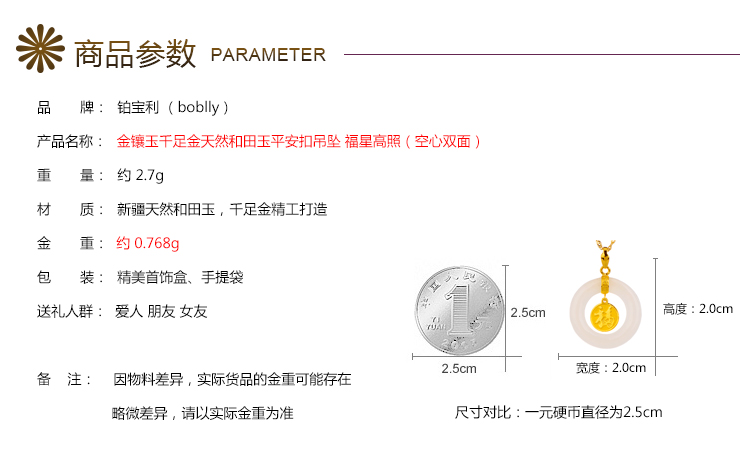 商品参数 PARAMETER
品 牌： 铂宝利（boblly）
产品名称： 金镶玉千足金天然和田玉平安扣吊坠 福星高照（空心双面）
重 量： 约 2.7g
材 质： 新疆天然和田玉，千足金精工打造
金 重： 约 0.768g
包 装： 精美首饰盒、手提袋
送礼人群： 爱人 朋友 女友
1
YI
YUAN
2.5cm
2.5cm
高度：2.0cm
宽度：2.0cm
备 注： 因物料差异，实际货品的金重可能存在
略微差异，请以实际金重为准
尺寸对比：一元硬币直径为2.5cm